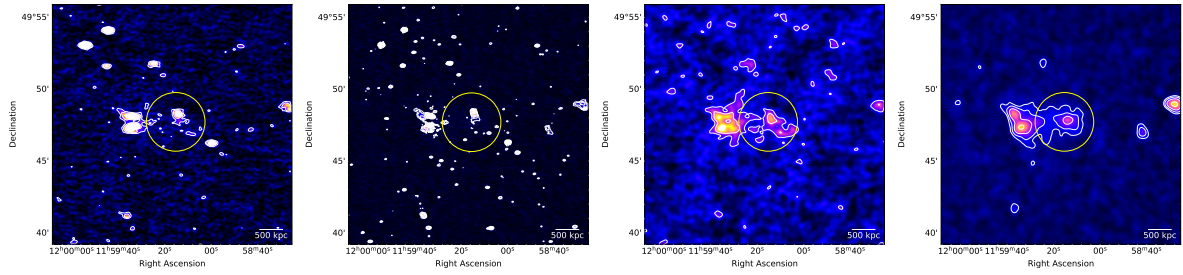 49°55'
50'
45'
40'
Declination
12ʰ00ᵐ00ˢ 11ʰ59ᵐ40ˢ
20ˢ
00ˢ
58ᵐ40ˢ
Right Ascension
500 kpc
49°55'
50'
45'
40'
Declination
12ʰ00ᵐ00ˢ 11ʰ59ᵐ40ˢ
20ˢ
00ˢ
58ᵐ40ˢ
Right Ascension
500 kpc
49°55'
50'
45'
40'
Declination
12ʰ00ᵐ00ˢ 11ʰ59ᵐ40ˢ
20ˢ
00ˢ
58ᵐ40ˢ
Right Ascension
500 kpc
49°55'
50'
45'
40'
Declination
12ʰ00ᵐ00ˢ 11ʰ59ᵐ40ˢ
20ˢ
00ˢ
58ᵐ40ˢ
Right Ascension
500 kpc